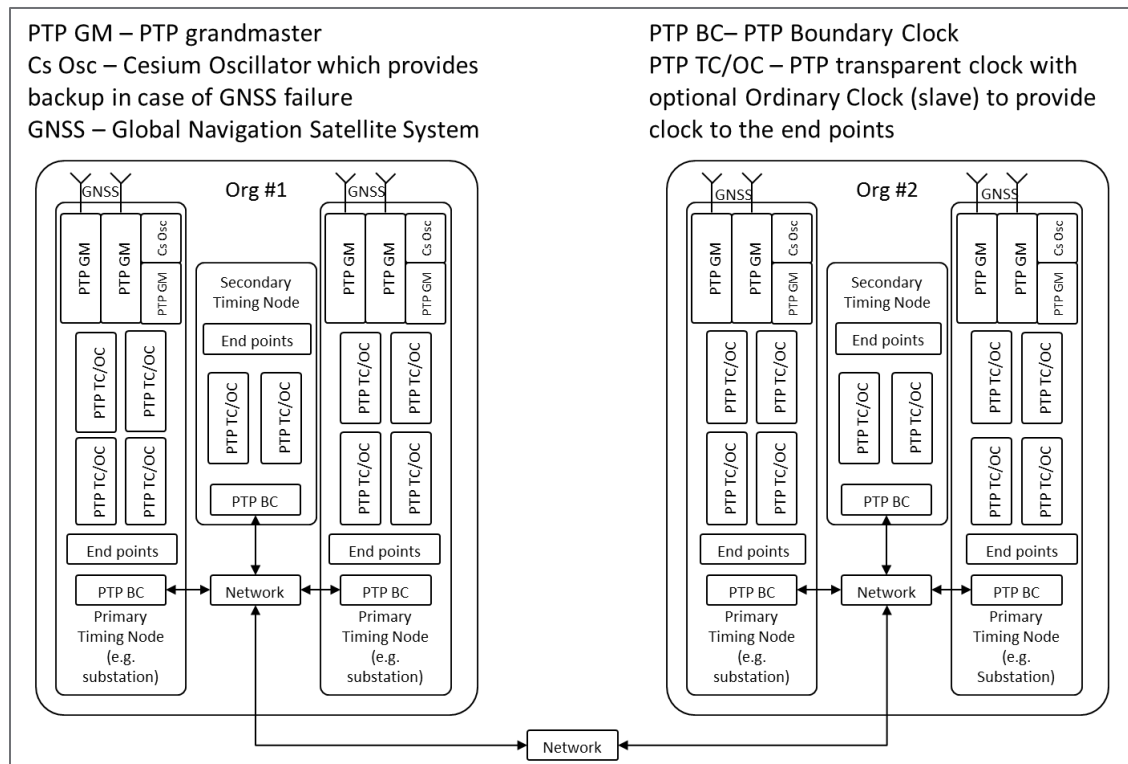 PTP GM – PTP grandmaster
Cs Osc – Cesium Oscillator which provides
backup in case of GNSS failure
GNSS – Global Navigation Satellite System
PTP BC– PTP Boundary Clock
PTP TC/OC – PTP transparent clock with
optional Ordinary Clock (slave) to provide
clock to the end points
Org #1
GNSS
PTP GM
PTP GM
Cs Osc
PTP GM
PTP TC/OC
PTP TC/OC
PTP TC/OC
PTP TC/OC
End points
PTP BC
Primary
Timing Node
(e.g.
substation)
Secondary
Timing Node
End points
PTP TC/OC
PTP TC/OC
PTP BC
Network
GNSS
PTP GM
PTP GM
Cs Osc
PTP GM
PTP TC/OC
PTP TC/OC
PTP TC/OC
PTP TC/OC
End points
PTP BC
Primary
Timing Node
(e.g.
substation)
Org #2
GNSS
PTP GM
PTP GM
Cs Osc
PTP GM
PTP TC/OC
PTP TC/OC
PTP TC/OC
PTP TC/OC
End points
PTP BC
Primary
Timing Node
(e.g.
substation)
Secondary
Timing Node
End points
PTP TC/OC
PTP TC/OC
PTP BC
Network
GNSS
PTP GM
PTP GM
Cs Osc
PTP GM
PTP TC/OC
PTP TC/OC
PTP TC/OC
PTP TC/OC
End points
PTP BC
Primary
Timing Node
(e.g.
Substation)
Network